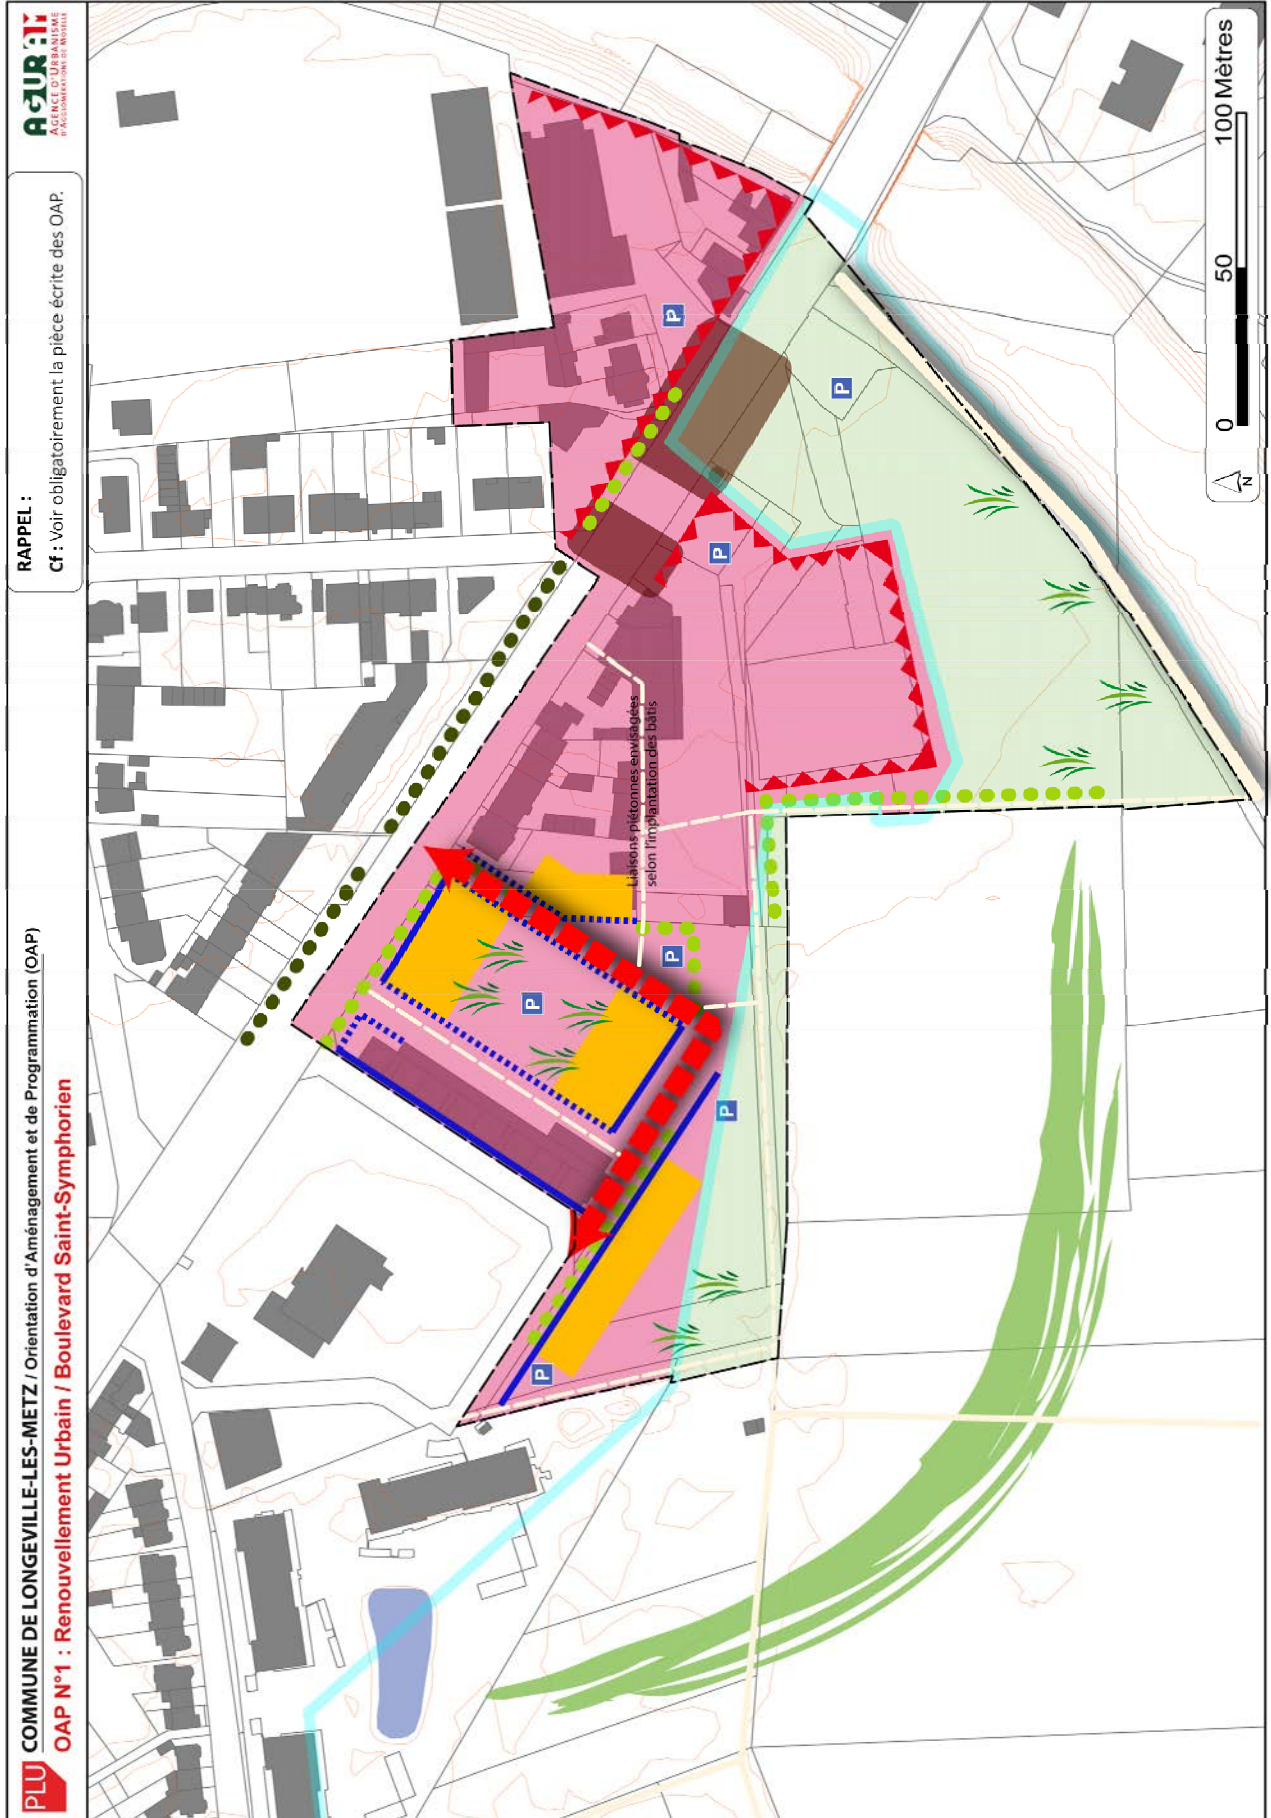 PLU COMMUNE DE LONGEVILLE-LES-METZ / Orientation d'Aménagement et de Programmation (OAP)
OAP N°1 : Renouvellement Urbain / Boulevard Saint-Symphorien
RAPPEL :
Cf : Voir obligatoirement la pièce écrite des OAP.
AGURAM
AGENCE D'URBANISME
D'AGGLOMÉRATIONS DE MOSELLE
P
P
P
P
P
P
P
Liaisons piétonnes envisagées
selon l'implantation des bâtis
N
0 50 100 Mètres